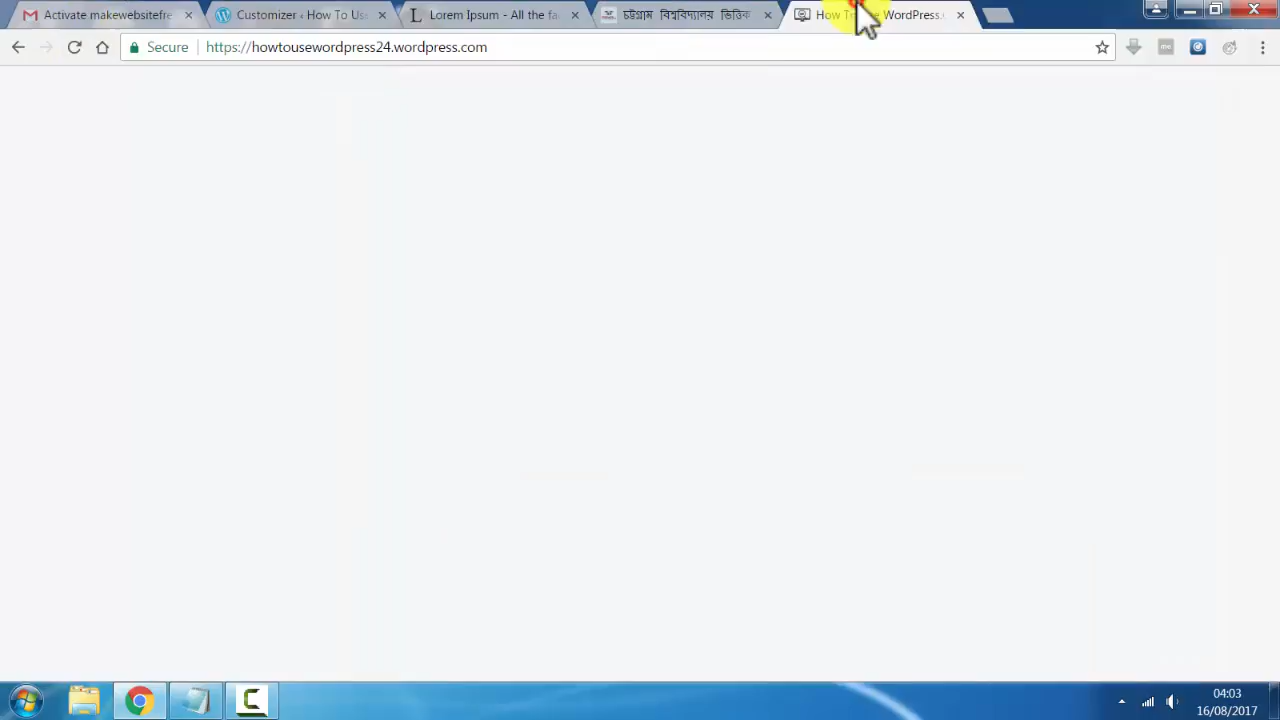 Activate makewebsitefre
Customizer ‹ How To Us
Lorem Ipsum - All the fa
চট্টগ্রাম বিশ্ববিদ্যালয় ভিত্তিক
How T WordPress.
Secure https://howtousewordpress24.wordpress.com
04:03
16/08/2017